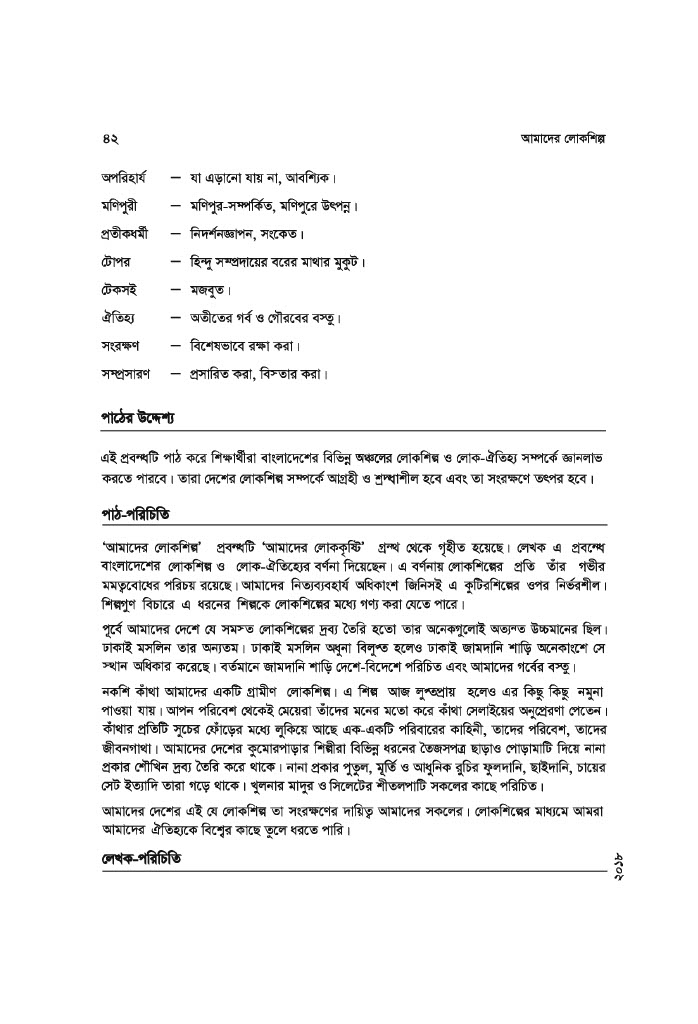 ৪২ আমাদের লোকশিল্প
অপরিহার্য — যা এড়ানো যায় না, আবশ্যিক।
মণিপুরী — মণিপুর-সম্পর্কিত, মণিপুরে উৎপন্ন।
প্রতীকধর্মী — নিদর্শনজ্ঞাপন, সংকেত।
টোপর — হিন্দু সম্প্রদায়ের বরের মাথার মুকুট।
টেকসই — মজবুত।
ঐতিহ্য — অতীতের গর্ব ও গৌরবের বস্তু।
সংরক্ষণ — বিশেষভাবে রক্ষা করা।
সম্প্রসারণ — প্রসারিত করা, বিস্তার করা।
পাঠের উদ্দেশ্য
এই প্রবন্ধটি পাঠ করে শিক্ষার্থীরা বাংলাদেশের বিভিন্ন অঞ্চলের লোকশিল্প ও লোক-ঐতিহ্য সম্পর্কে জ্ঞানলাভ
করতে পারবে। তারা দেশের লোকশিল্প সম্পর্কে আগ্রহী ও শ্রদ্ধাশীল হবে এবং তা সংরক্ষণে তৎপর হবে।
পাঠ-পরিচিতি
‘আমাদের লোকশিল্প’ প্রবন্ধটি ‘আমাদের লোককৃষ্টি’ গ্রন্থ থেকে গৃহীত হয়েছে। লেখক এ প্রবন্ধে
বাংলাদেশের লোকশিল্প ও লোক-ঐতিহ্যের বর্ণনা দিয়েছেন। এ বর্ণনায় লোকশিল্পের প্রতি তাঁর গভীর
মমত্ববোধের পরিচয় রয়েছে। আমাদের নিত্যব্যবহার্য অধিকাংশ জিনিসই এ কুটিরশিল্পের ওপর নির্ভরশীল।
শিল্পগুণ বিচারে এ ধরনের শিল্পকে লোকশিল্পের মধ্যে গণ্য করা যেতে পারে।
পূর্বে আমাদের দেশে যে সমস্ত লোকশিল্পের দ্রব্য তৈরি হতো তার অনেকগুলোই অত্যন্ত উচ্চমানের ছিল।
ঢাকাই মসলিন তার অন্যতম। ঢাকাই মসলিন অধুনা বিলুপ্ত হলেও ঢাকাই জামদানি শাড়ি অনেকাংশে সে
স্থান অধিকার করেছে। বর্তমানে জামদানি শাড়ি দেশে-বিদেশে পরিচিত এবং আমাদের গর্বের বস্তু।
নকশি কাঁথা আমাদের একটি গ্রামীণ লোকশিল্প। এ শিল্প আজ লুপ্তপ্রায় হলেও এর কিছু কিছু নমুনা
পাওয়া যায়। আপন পরিবেশ থেকেই মেয়েরা তাঁদের মনের মতো করে কাঁথা সেলাইয়ের অনুপ্রেরণা পেতেন।
কাঁথার প্রতিটি সুচের ফোঁড়ের মধ্যে লুকিয়ে আছে এক-একটি পরিবারের কাহিনী, তাদের পরিবেশ, তাদের
জীবনগাথা। আমাদের দেশের কুমোরপাড়ার শিল্পীরা বিভিন্ন ধরনের তৈজসপত্র ছাড়াও পোড়ামাটি দিয়ে নানা
প্রকার শৌখিন দ্রব্য তৈরি করে থাকে। নানা প্রকার পুতুল, মূর্তি ও আধুনিক রুচির ফুলদানি, ছাইদানি, চায়ের
সেট ইত্যাদি তারা গড়ে থাকে। খুলনার মাদুর ও সিলেটের শীতলপাটি সকলের কাছে পরিচিত।
আমাদের দেশের এই যে লোকশিল্প তা সংরক্ষণের দায়িত্ব আমাদের সকলের। লোকশিল্পের মাধ্যমে আমরা
আমাদের ঐতিহ্যকে বিশ্বের কাছে তুলে ধরতে পারি।
লেখক-পরিচিতি
২০১৮